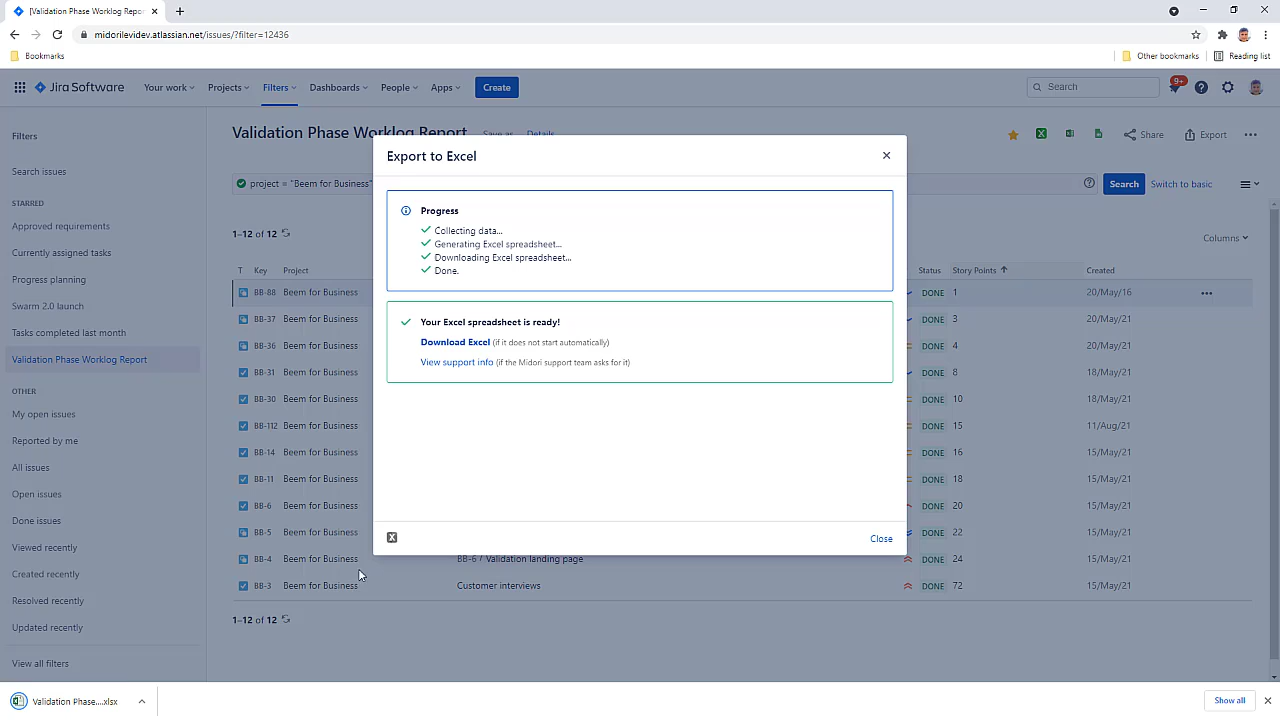 [Validation Phase Worklog Report
midorilevidev.atlassian.net/issues/?filter=12436
Bookmarks
Other bookmarks
Reading list
Jira Software
Your work
Projects
Filters
Dashboards
People
Apps
Create
Search
9+
Filters
Search issues
STARRED
Approved requirements
Currently assigned tasks
Progress planning
Swarm 2.0 launch
Tasks completed last month
Validation Phase Worklog Report
OTHER
My open issues
Reported by me
All issues
Open issues
Done issues
Viewed recently
Created recently
Resolved recently
Updated recently
View all filters
Validation Phase Worklog Report
Save as
Details
Share
Export
project = "Beem for Business"
Search
Switch to basic
1–12 of 12
Columns
T Key Project Status Story Points Created
BB-88 Beem for Business DONE 1 20/May/16
BB-37 Beem for Business DONE 3 20/May/21
BB-36 Beem for Business DONE 4 20/May/21
BB-31 Beem for Business DONE 8 18/May/21
BB-30 Beem for Business DONE 10 18/May/21
BB-112 Beem for Business DONE 15 11/Aug/21
BB-14 Beem for Business DONE 16 15/May/21
BB-11 Beem for Business DONE 18 15/May/21
BB-6 Beem for Business DONE 20 15/May/21
BB-5 Beem for Business DONE 22 15/May/21
BB-4 Beem for Business BB-6 / Validation landing page DONE 24 15/May/21
BB-3 Beem for Business Customer interviews DONE 72 15/May/21
1–12 of 12
Export to Excel
Progress
Collecting data...
Generating Excel spreadsheet...
Downloading Excel spreadsheet...
Done.
Your Excel spreadsheet is ready!
Download Excel (if it does not start automatically)
View support info (if the Midori support team asks for it)
Close
Validation Phase....xlsx
Show all